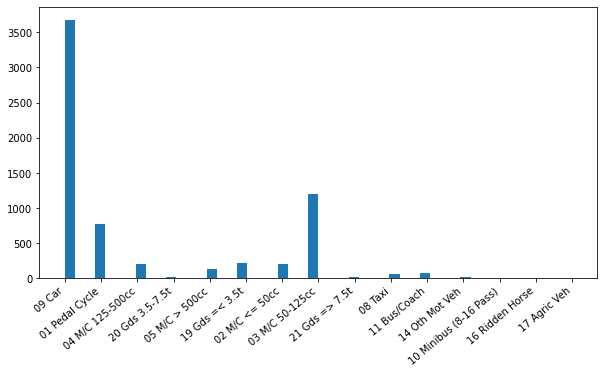 3500
3000
2500
2000
1500
1000
500
0
09 Car
01 Pedal Cycle
04 M/C 125-500cc
20 Gds 3.5-7.5t
05 M/C > 500cc
19 Gds =< 3.5t
02 M/C <= 50cc
03 M/C 50-125cc
21 Gds => 7.5t
08 Taxi
11 Bus/Coach
14 Oth Mot Veh
10 Minibus (8-16 Pass)
16 Ridden Horse
17 Agric Veh